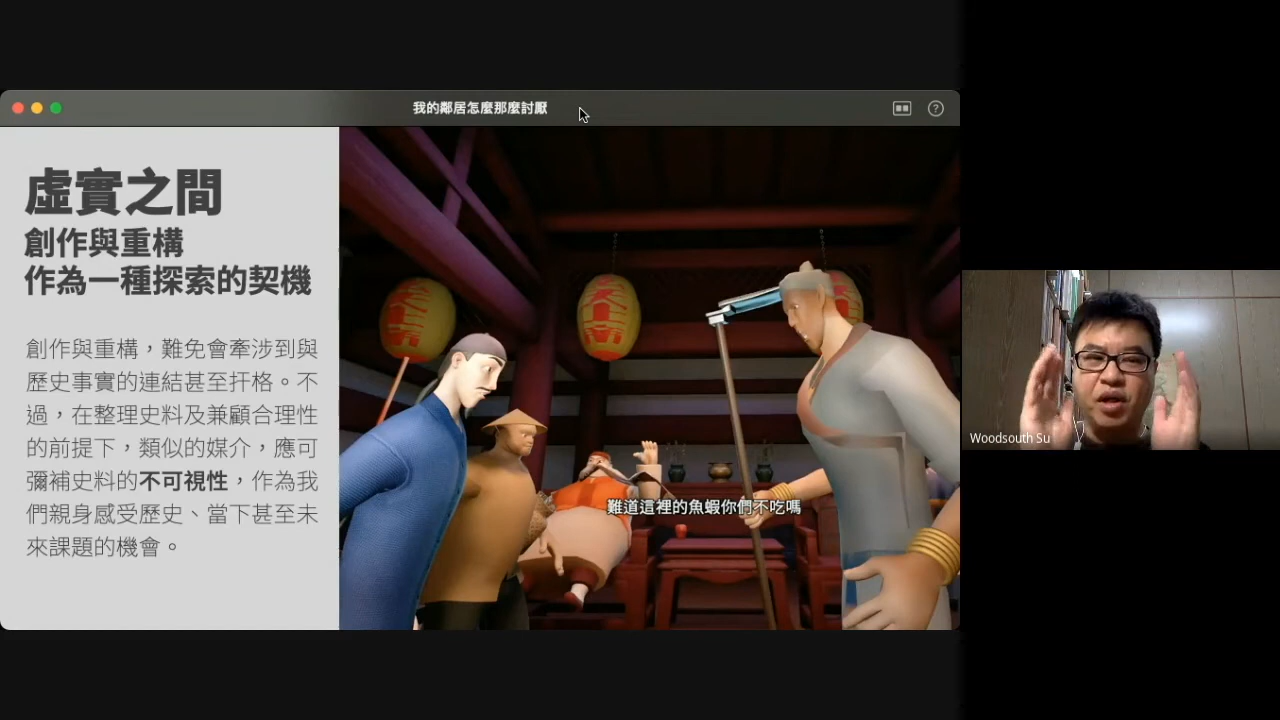 我的鄰居怎麼那麼討厭
虛實之間
創作與重構
作為一種探索的契機
創作與重構，難免會牽涉到與
歷史事實的連結甚至扞格。不
過，在整理史料及兼顧合理性
的前提下，類似的媒介，應可
彌補史料的不可視性，作為我
們親身感受歷史、當下甚至未
來課題的機會。
難道這裡的魚蝦你們不吃嗎
Woodsouth Su